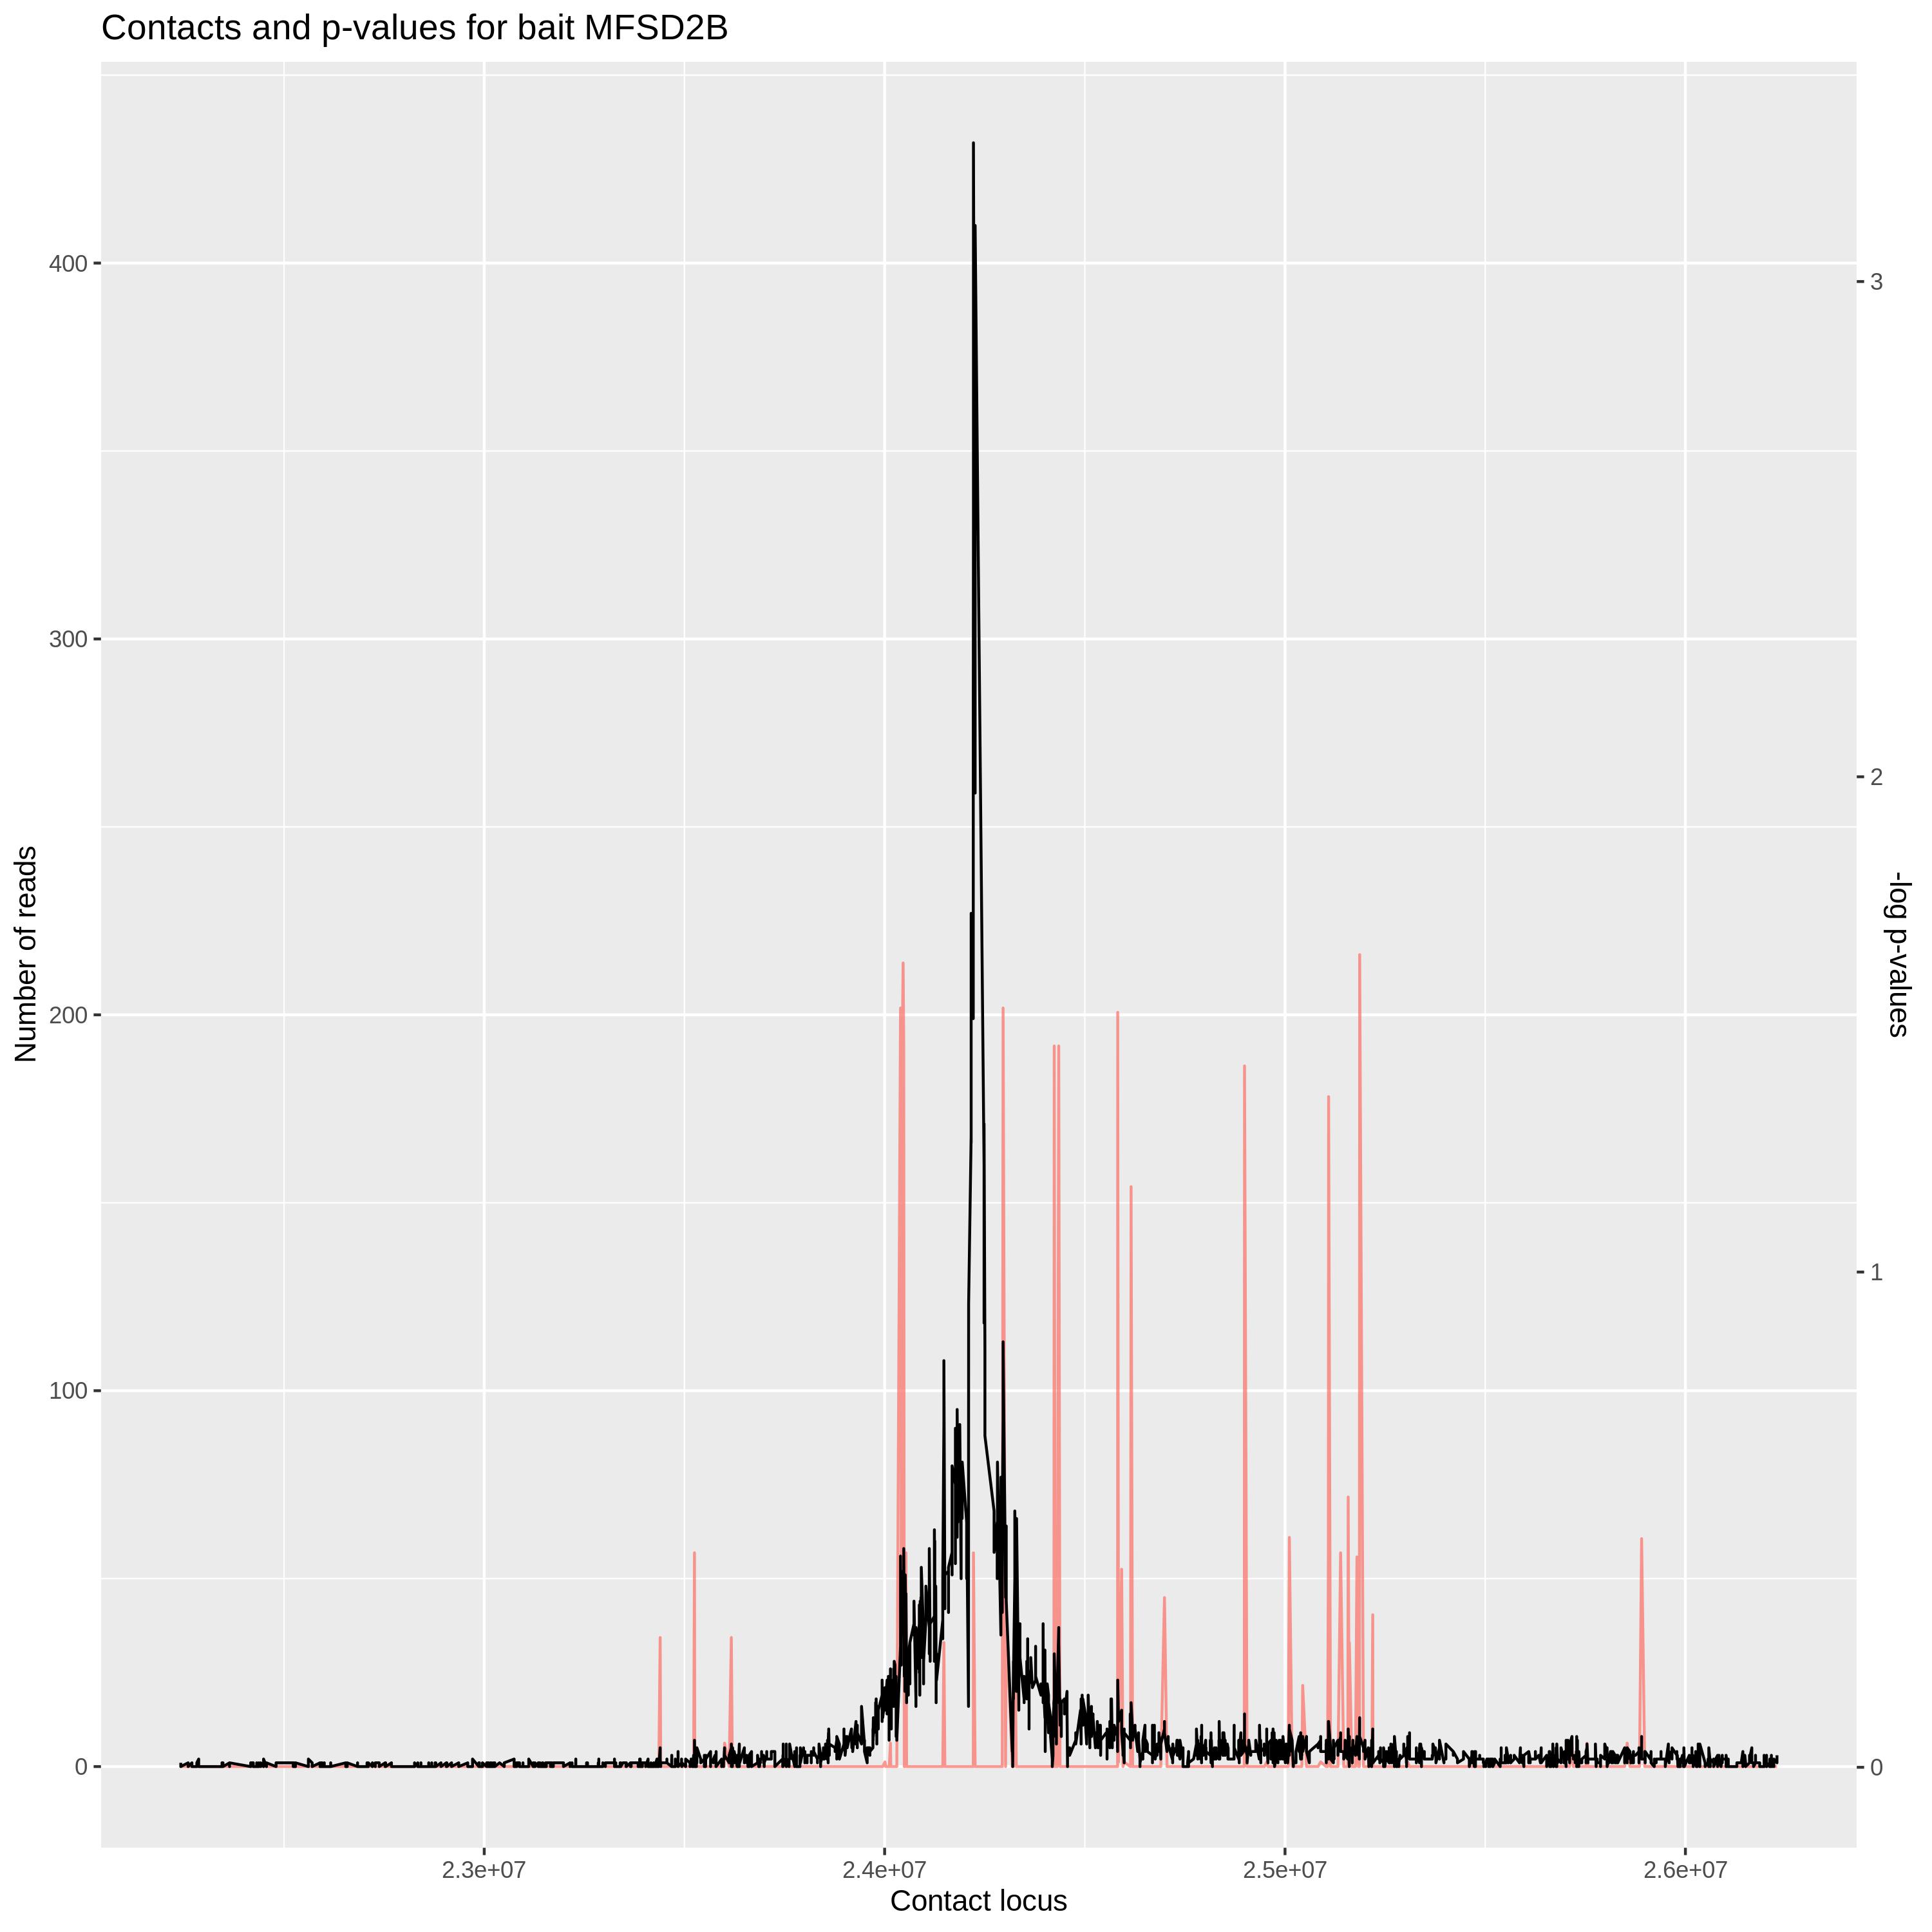 Contacts and p-values for bait MFSD2B
400
300
200
100
0
Number of reads
3
2
1
0
-log p-values
2.3e+07
2.4e+07
2.5e+07
2.6e+07
Contact locus